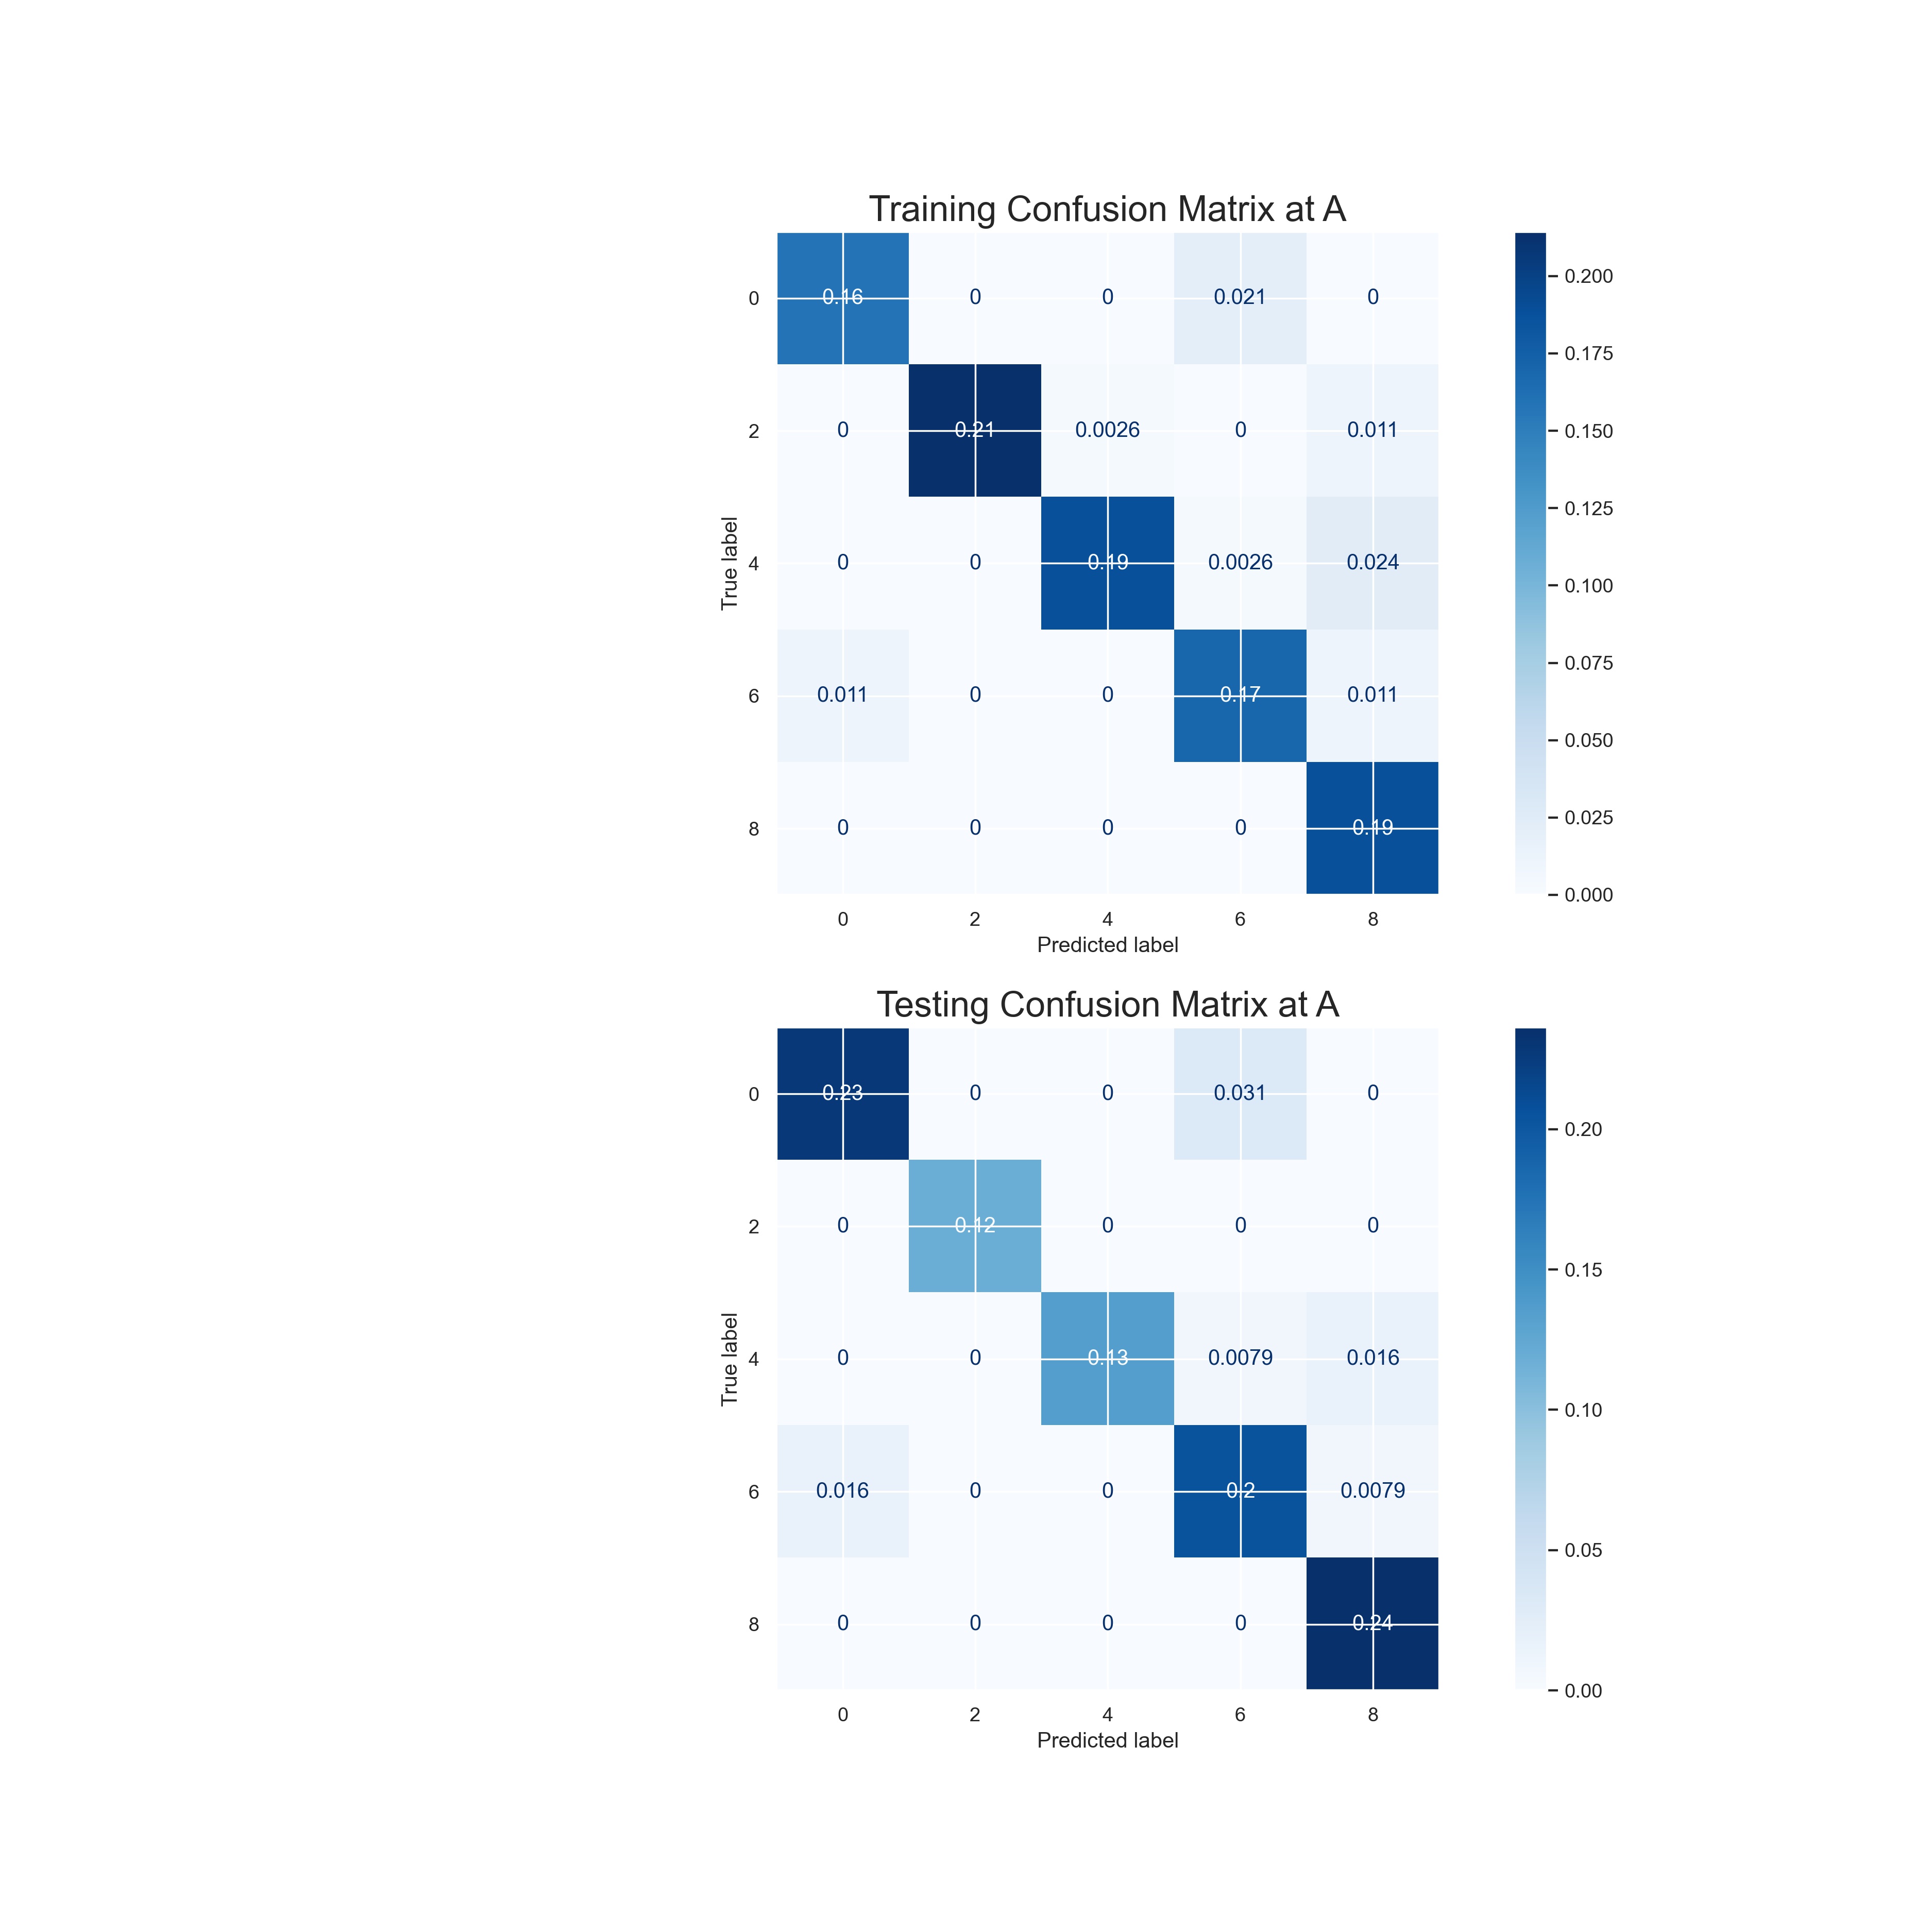 Training Confusion Matrix at A
0 0.16 0 0 0.021 0
2 0 0.21 0.0026 0 0.011
4 0 0 0.19 0.0026 0.024
6 0.011 0 0 0.17 0.011
8 0 0 0 0 0.19
True label
0 2 4 6 8
Predicted label
0.200
0.175
0.150
0.125
0.100
0.075
0.050
0.025
0.000
Testing Confusion Matrix at A
0 0.23 0 0 0.031 0
2 0 0.12 0 0 0
4 0 0 0.13 0.0079 0.016
6 0.016 0 0 0.2 0.0079
8 0 0 0 0 0.24
True label
0 2 4 6 8
Predicted label
0.20
0.15
0.10
0.05
0.00